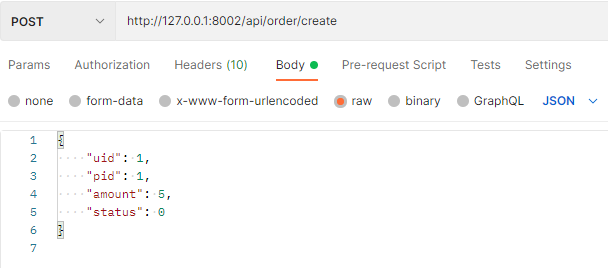 POST http://127.0.0.1:8002/api/order/create
Params Authorization Headers (10) Body Pre-request Script Tests Settings
none form-data x-www-form-urlencoded raw binary GraphQL JSON
1 {
2 "uid": 1,
3 "pid": 1,
4 "amount": 5,
5 "status": 0
6 }
7